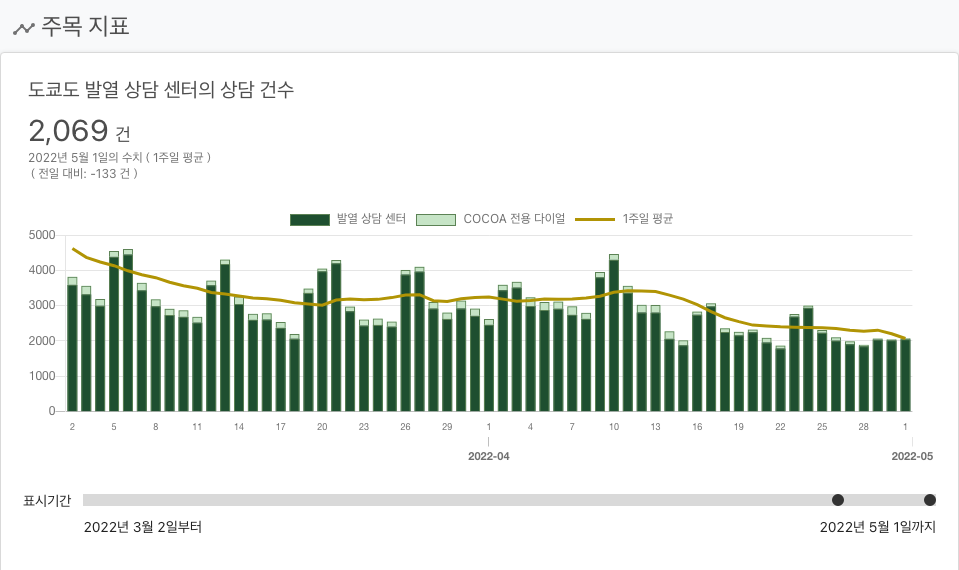 주목 지표
도쿄도 발열 상담 센터의 상담 건수
2,069 건
2022년 5월 1일의 수치 ( 1주일 평균 )
( 전일 대비: -133 건 )
발열 상담 센터 COCOA 전용 다이얼 1주일 평균
5000
4000
3000
2000
1000
0
2 5 8 11 14 17 20 23 26 29 1 4 7 10 13 16 19 22 25 28 1
2022-04 2022-05
표시기간
2022년 3월 2일부터 2022년 5월 1일까지